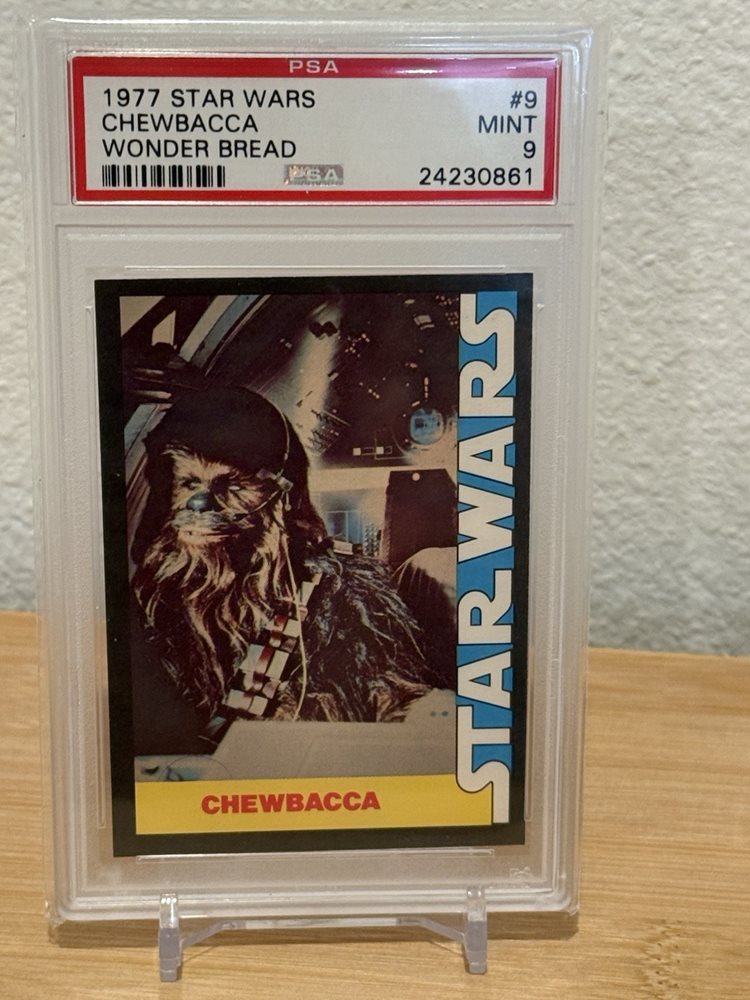 PSA
1977 STAR WARS #9
CHEWBACCA MINT
WONDER BREAD 9
PSA 24230861
STAR WARS
CHEWBACCA